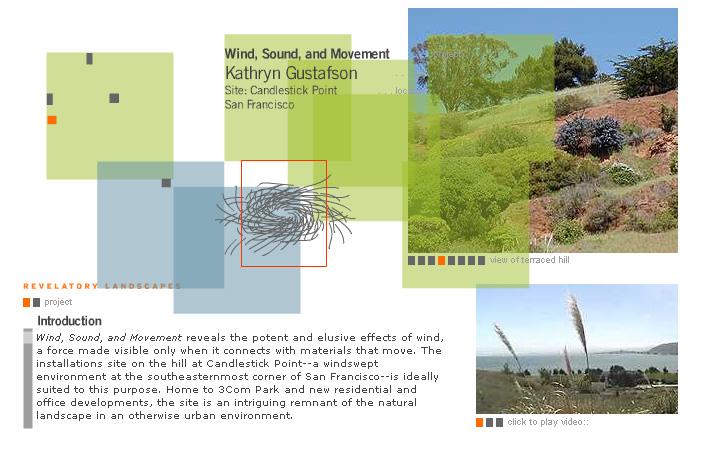 Wind, Sound, and Movement
Kathryn Gustafson
Site: Candlestick Point
San Francisco
view of terraced hill
REVELATORY LANDSCAPES
project
Introduction
Wind, Sound, and Movement reveals the potent and elusive effects of wind,
a force made visible only when it connects with materials that move. The
installations site on the hill at Candlestick Point--a windswept
environment at the southeasternmost corner of San Francisco--is ideally
suited to this purpose. Home to 3Com Park and new residential and
office developments, the site is an intriguing remnant of the natural
landscape in an otherwise urban environment.
click to play video::